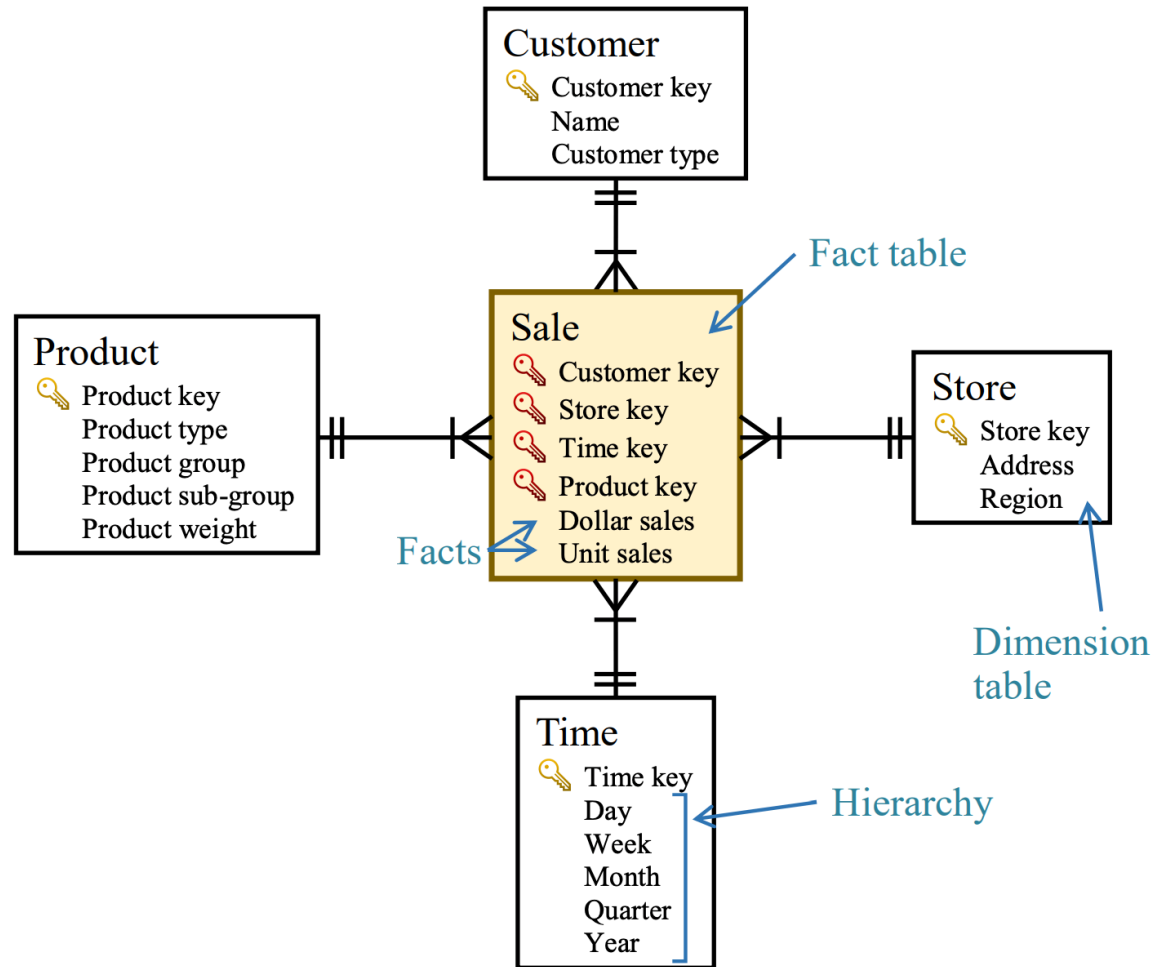 Customer
Customer key
Name
Customer type
Fact table
Sale
Customer key
Store key
Time key
Product key
Dollar sales
Unit sales
Facts
Product
Product key
Product type
Product group
Product sub-group
Product weight
Store
Store key
Address
Region
Dimension
table
Time
Time key
Day
Week
Month
Quarter
Year
Hierarchy